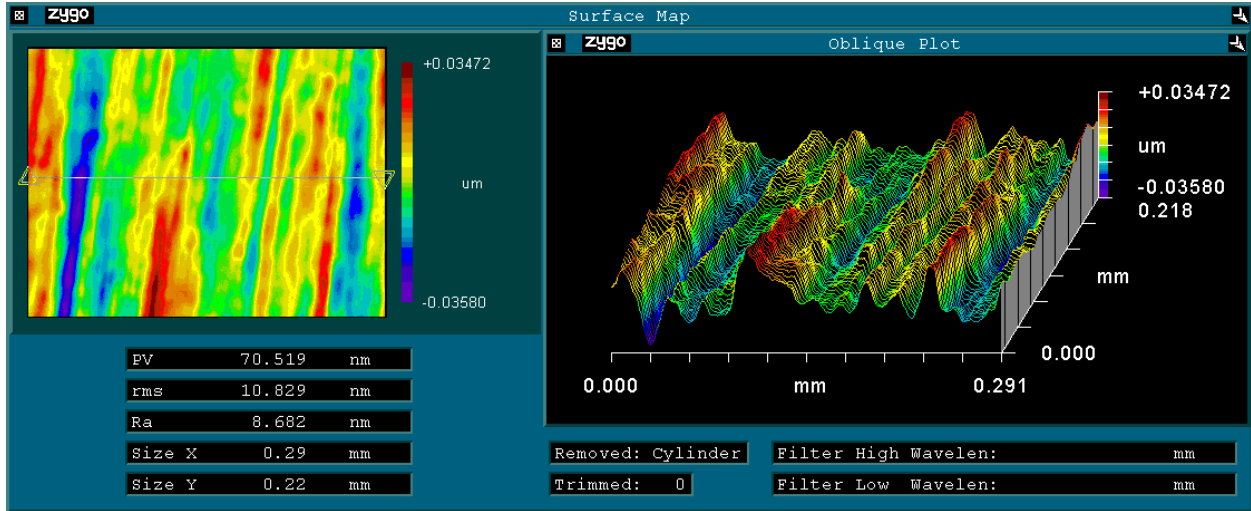 zygo Surface Map
+0.03472
um
-0.03580
zygo Oblique Plot
+0.03472
um
-0.03580
0.218
mm
0.000
0.000 mm 0.291
PV 70.519 nm
rms 10.829 nm
Ra 8.682 nm
Size X 0.29 mm
Size Y 0.22 mm
Removed: Cylinder
Trimmed: 0
Filter High Wavelen: mm
Filter Low Wavelen: mm